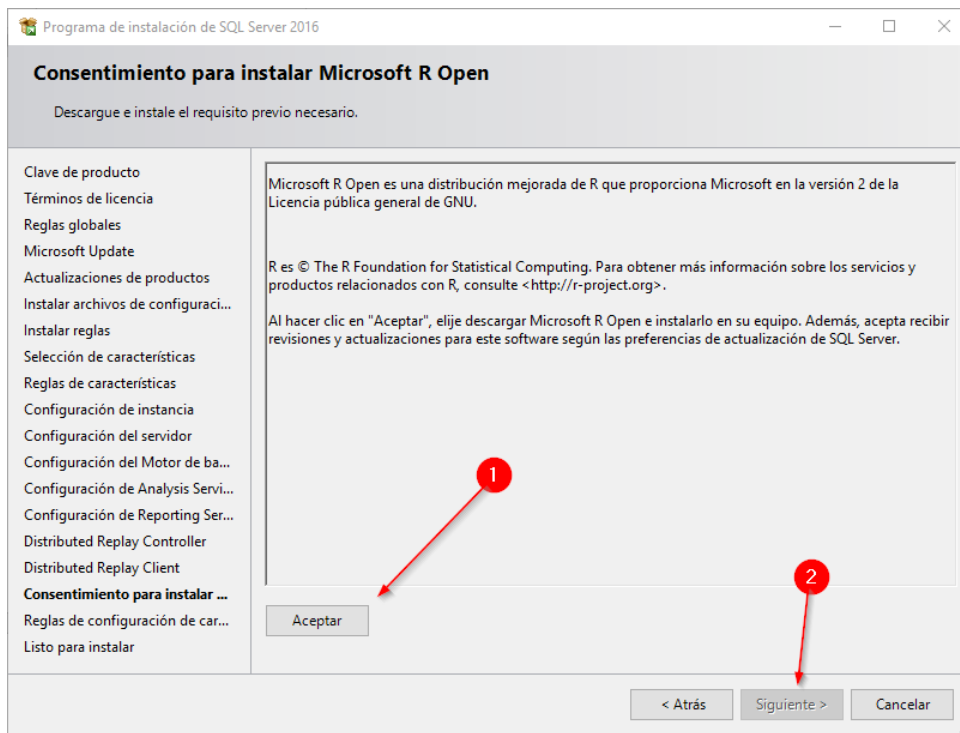 Programa de instalación de SQL Server 2016
Consentimiento para instalar Microsoft R Open
Descargue e instale el requisito previo necesario.
Clave de producto
Términos de licencia
Reglas globales
Microsoft Update
Actualizaciones de productos
Instalar archivos de configuraci...
Instalar reglas
Selección de características
Reglas de características
Configuración de instancia
Configuración del servidor
Configuración del Motor de ba...
Configuración de Analysis Servi...
Configuración de Reporting Ser...
Distributed Replay Controller
Distributed Replay Client
Consentimiento para instalar ...
Reglas de configuración de car...
Listo para instalar
Microsoft R Open es una distribución mejorada de R que proporciona Microsoft en la versión 2 de la
Licencia pública general de GNU.
R es © The R Foundation for Statistical Computing. Para obtener más información sobre los servicios y
productos relacionados con R, consulte <http://r-project.org>.
Al hacer clic en "Aceptar", elije descargar Microsoft R Open e instalarlo en su equipo. Además, acepta recibir
revisiones y actualizaciones para este software según las preferencias de actualización de SQL Server.
1
2
Aceptar
< Atrás
Siguiente >
Cancelar